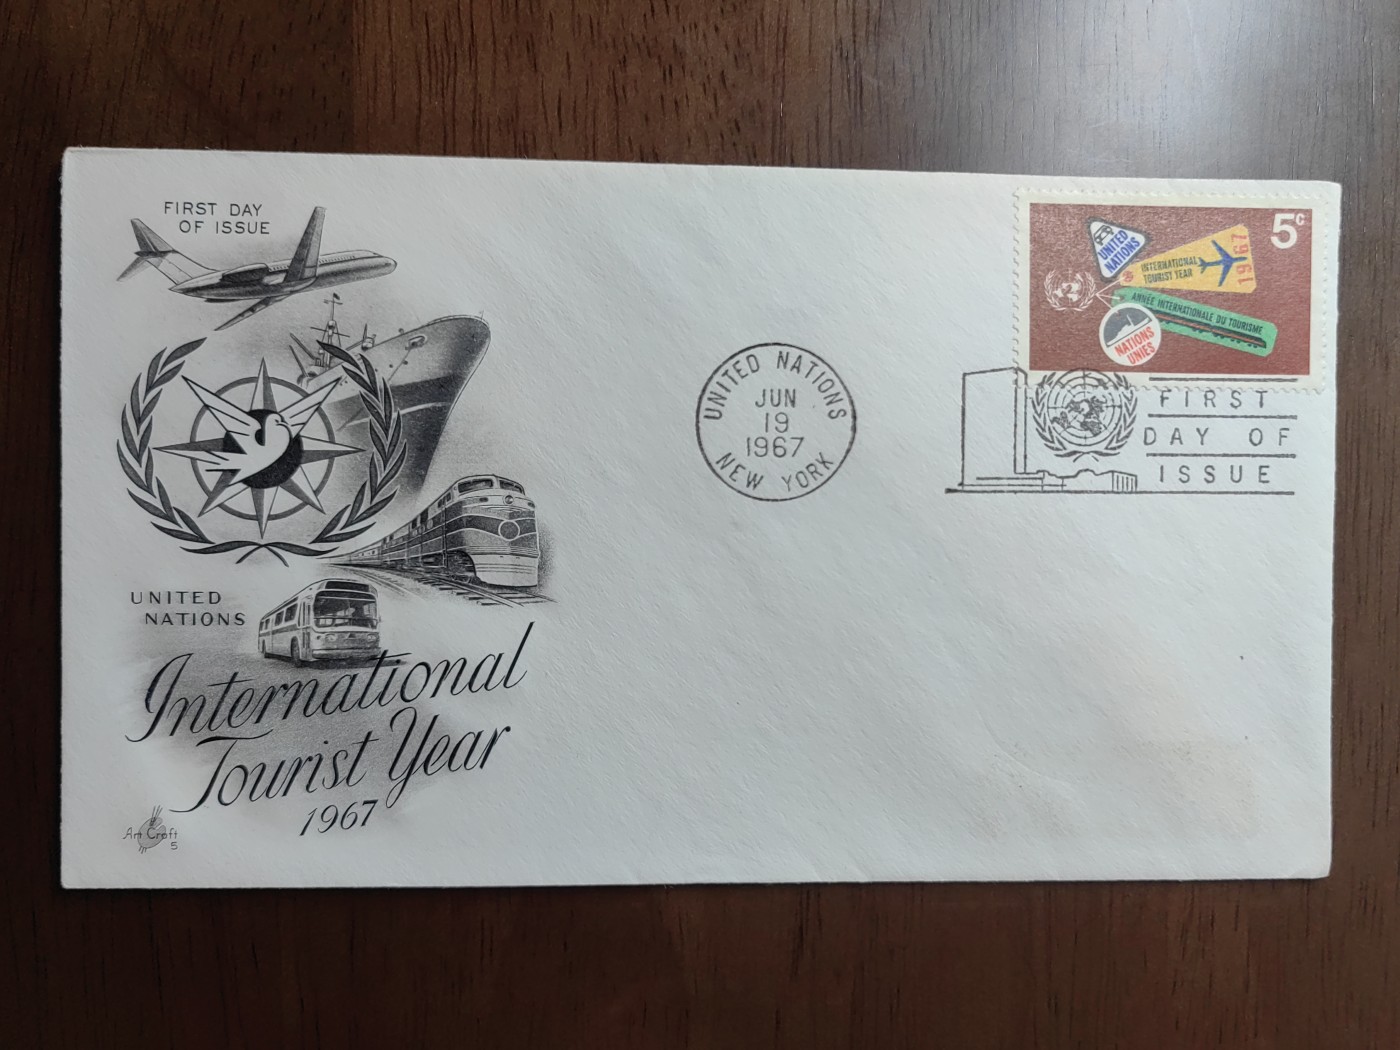 FIRST DAY
OF ISSUE
UNITED
NATIONS
International
Tourist Year
1967
Art Craft
5
UNITED NATIONS
JUN
19
1967
NEW YORK
5c
UNITED
NATIONS
INTERNATIONAL
TOURIST YEAR
1967
ANNÉE INTERNATIONALE DU TOURISME
NATIONS
UNIES
FIRST
DAY OF
ISSUE